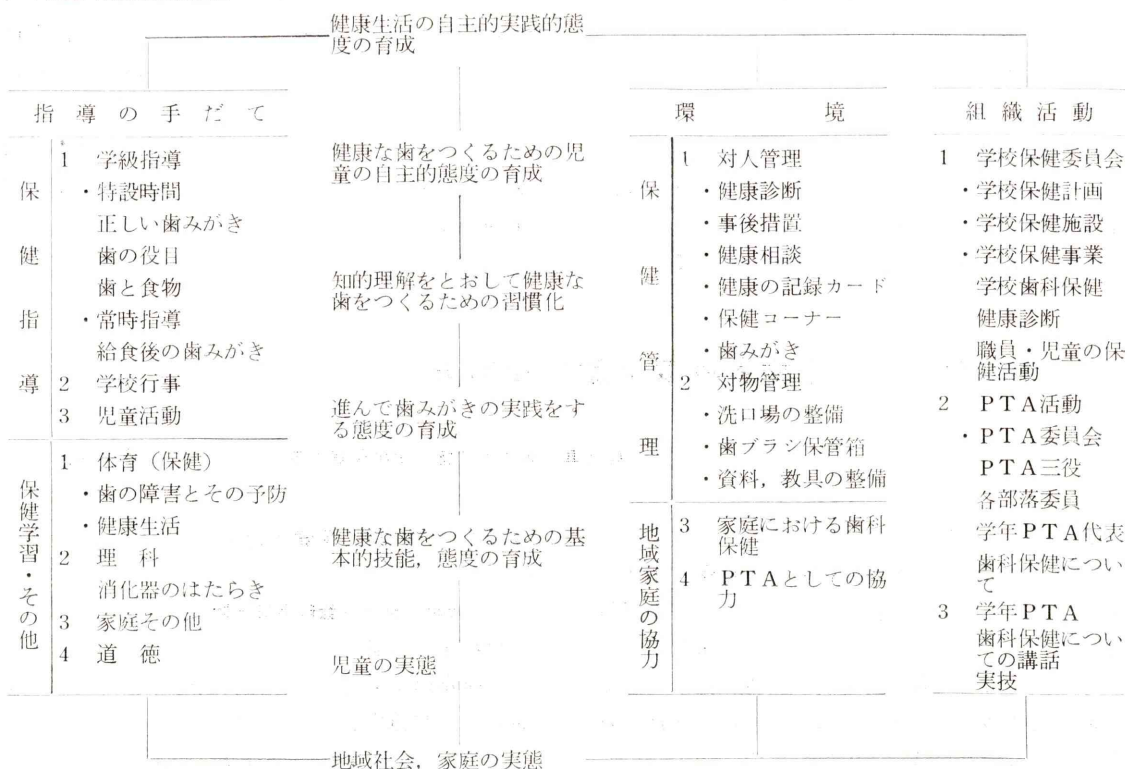 健康生活の自主的実践的態
度の育成
指導の手だて
保健指導
1 学級指導
・特設時間
正しい歯みがき
歯の役目
歯と食物
・常時指導
給食後の歯みがき
2 学校行事
3 児童活動
保健学習・その他
1 体育（保健）
・歯の障害とその予防
・健康生活
2 理科
消化器のはたらき
3 家庭その他
4 道徳
健康な歯をつくるための児
童の自主的態度の育成
知的理解をとおして健康な
歯をつくるための習慣化
進んで歯みがきの実践をす
る態度の育成
健康な歯をつくるための基
本的技能，態度の育成
児童の実態
環境
保健管理
1 対人管理
・健康診断
・事後措置
・健康相談
・健康の記録カード
・保健コーナー
・歯みがき
2 対物管理
・洗口場の整備
・歯ブラシ保管箱
・資料，教具の整備
地域家庭の協力
3 家庭における歯科
保健
4 PTAとしての協
力
組織活動
1 学校保健委員会
・学校保健計画
・学校保健施設
・学校保健事業
学校歯科保健
健康診断
職員・児童の保
健活動
2 PTA活動
・PTA委員会
PTA三役
各部落委員
学年PTA代表
歯科保健につい
て
3 学年PTA
歯科保健につい
ての講話
実技
地域社会，家庭の実態